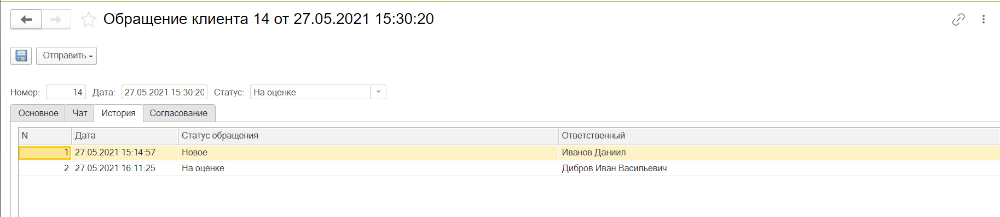 Обращение клиента 14 от 27.05.2021 15:30:20
Отправить
Номер: 14 Дата: 27.05.2021 15:30:20 Статус: На оценке
Основное Чат История Согласование
N Дата Статус обращения Ответственный
1 27.05.2021 15:14:57 Новое Иванов Даниил
2 27.05.2021 16:11:25 На оценке Дибров Иван Васильевич